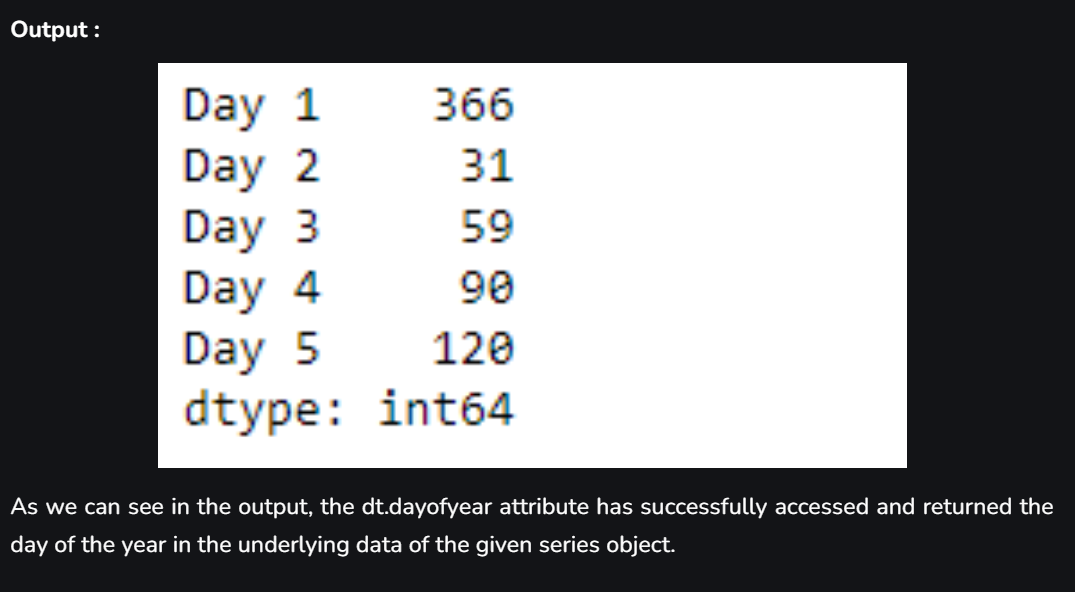 Output :
Day 1 366
Day 2 31
Day 3 59
Day 4 90
Day 5 120
dtype: int64
As we can see in the output, the dt.dayofyear attribute has successfully accessed and returned the
day of the year in the underlying data of the given series object.